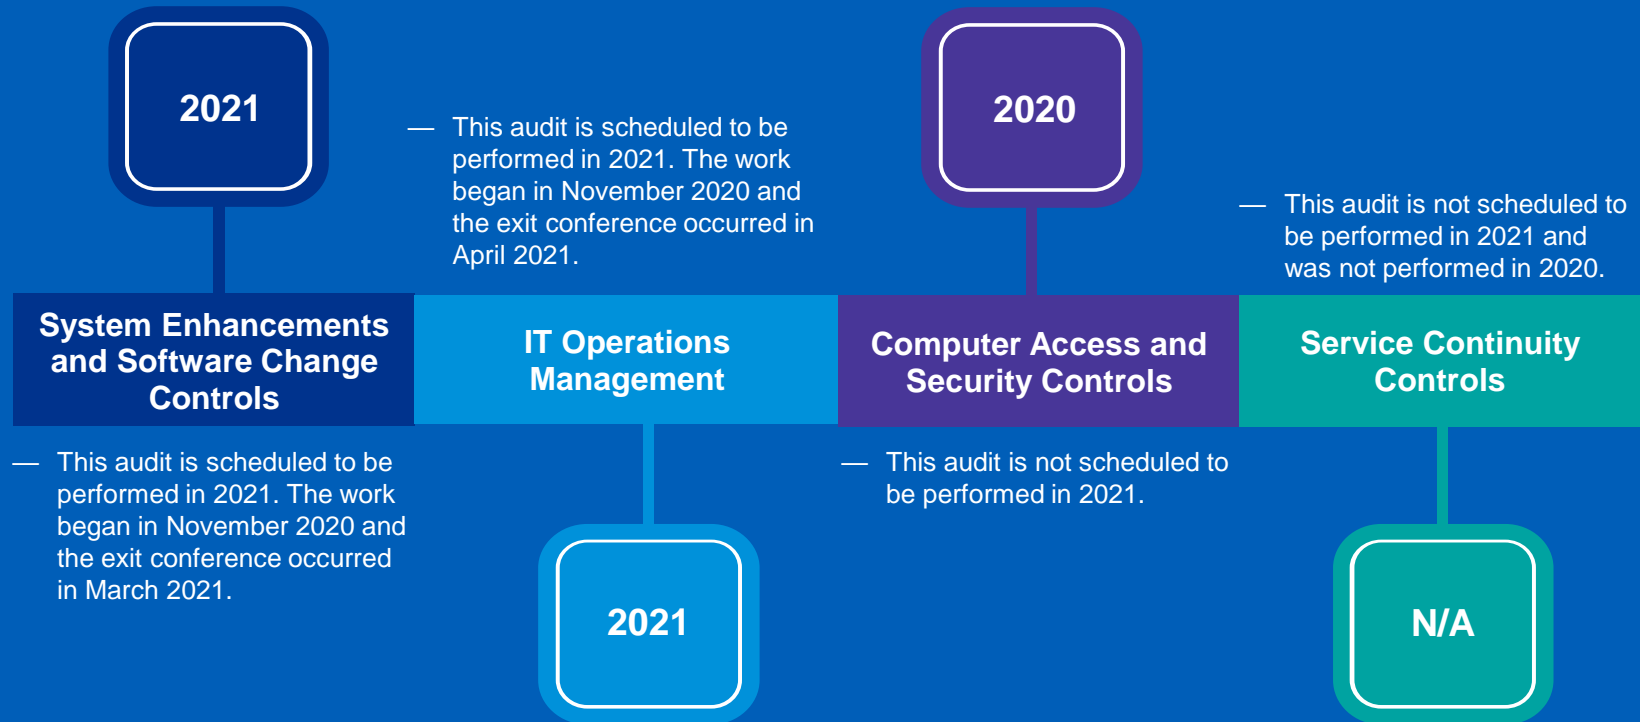 2021
System Enhancements
and Software Change
Controls
— This audit is scheduled to be
performed in 2021. The work
began in November 2020 and
the exit conference occurred
in March 2021.
— This audit is scheduled to be
performed in 2021. The work
began in November 2020 and
the exit conference occurred in
April 2021.
IT Operations
Management
2021
2020
Computer Access and
Security Controls
— This audit is not scheduled to
be performed in 2021.
— This audit is not scheduled to
be performed in 2021 and
was not performed in 2020.
Service Continuity
Controls
N/A